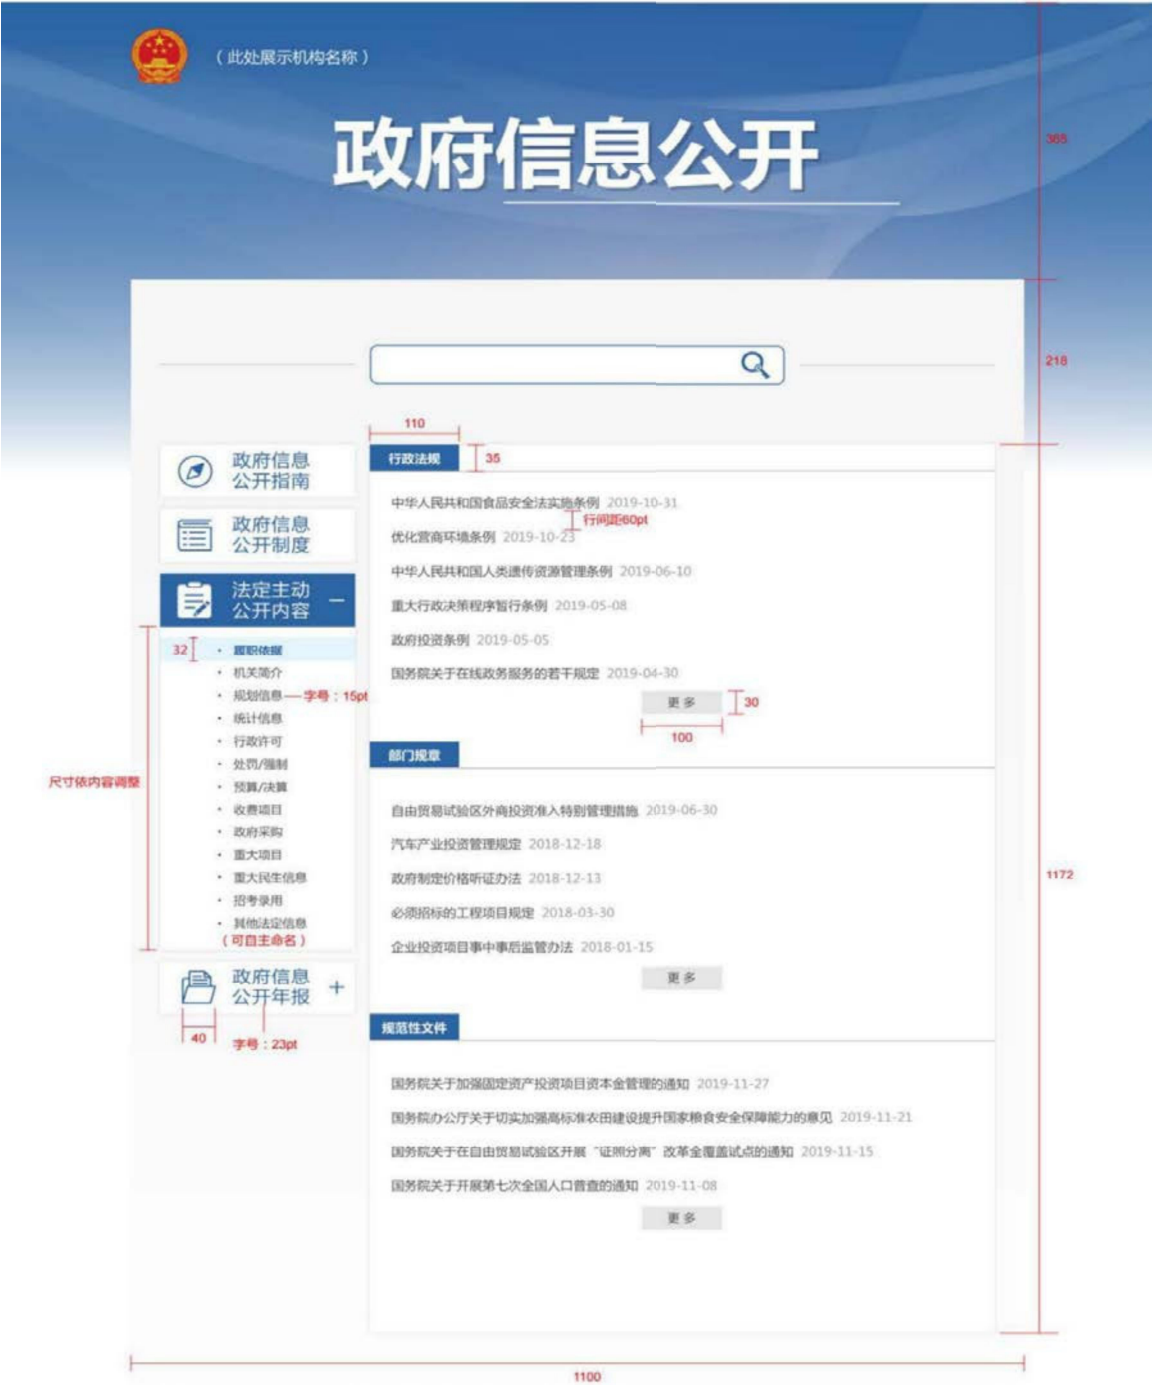 （此处展示机构名称）
政府信息公开
365
218
110
政府信息
公开指南
行政法规
35
中华人民共和国食品安全法实施条例 2019-10-31
行间距60pt
政府信息
公开制度
优化营商环境条例 2019-10-23
中华人民共和国人类遗传资源管理条例 2019-06-10
法定主动
公开内容
重大行政决策程序暂行条例 2019-05-08
政府投资条例 2019-05-05
32
履职依据
机关简介
国务院关于在线政务服务的若干规定 2019-04-30
规划信息
字号：15pt
更多
30
统计信息
100
行政许可
部门规章
处罚/强制
尺寸依内容调整
预算/决算
收费项目
自由贸易试验区外商投资准入特别管理措施 2019-06-30
政府采购
汽车产业投资管理规定 2018-12-18
重大项目
重大民生信息
政府制定价格听证办法 2018-12-13
1172
招考录用
必须招标的工程项目规定 2018-03-30
其他法定信息
（可自主命名）
企业投资项目事中事后监管办法 2018-01-15
更多
政府信息
公开年报
40
字号：23pt
规范性文件
国务院关于加强固定资产投资项目资本金管理的通知 2019-11-27
国务院办公厅关于切实加强高标准农田建设提升国家粮食安全保障能力的意见 2019-11-21
国务院关于在自由贸易试验区开展“证照分离”改革全覆盖试点的通知 2019-11-15
国务院关于开展第七次全国人口普查的通知 2019-11-08
更多
1100